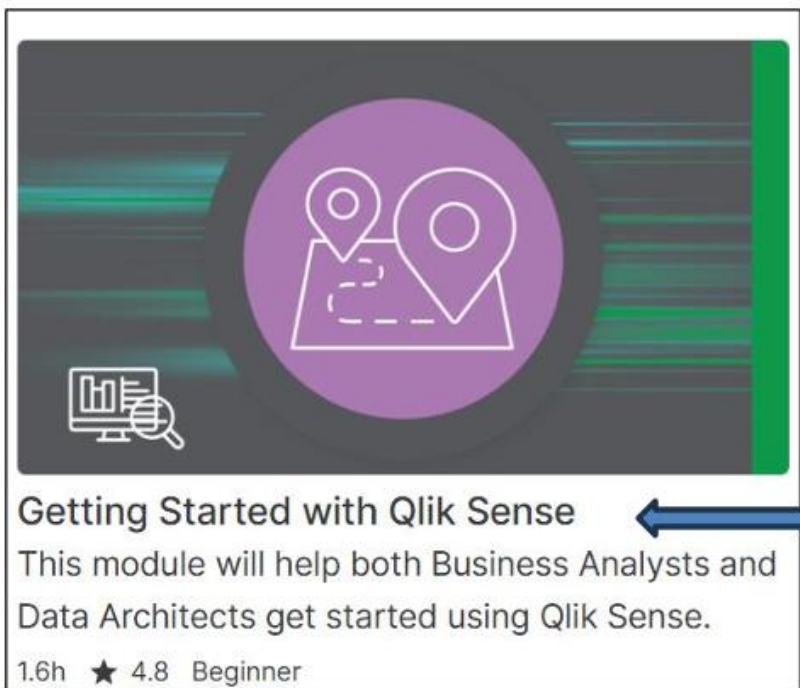 Getting Started with Qlik Sense
This module will help both Business Analysts and
Data Architects get started using Qlik Sense.
1.6h ★ 4.8 Beginner